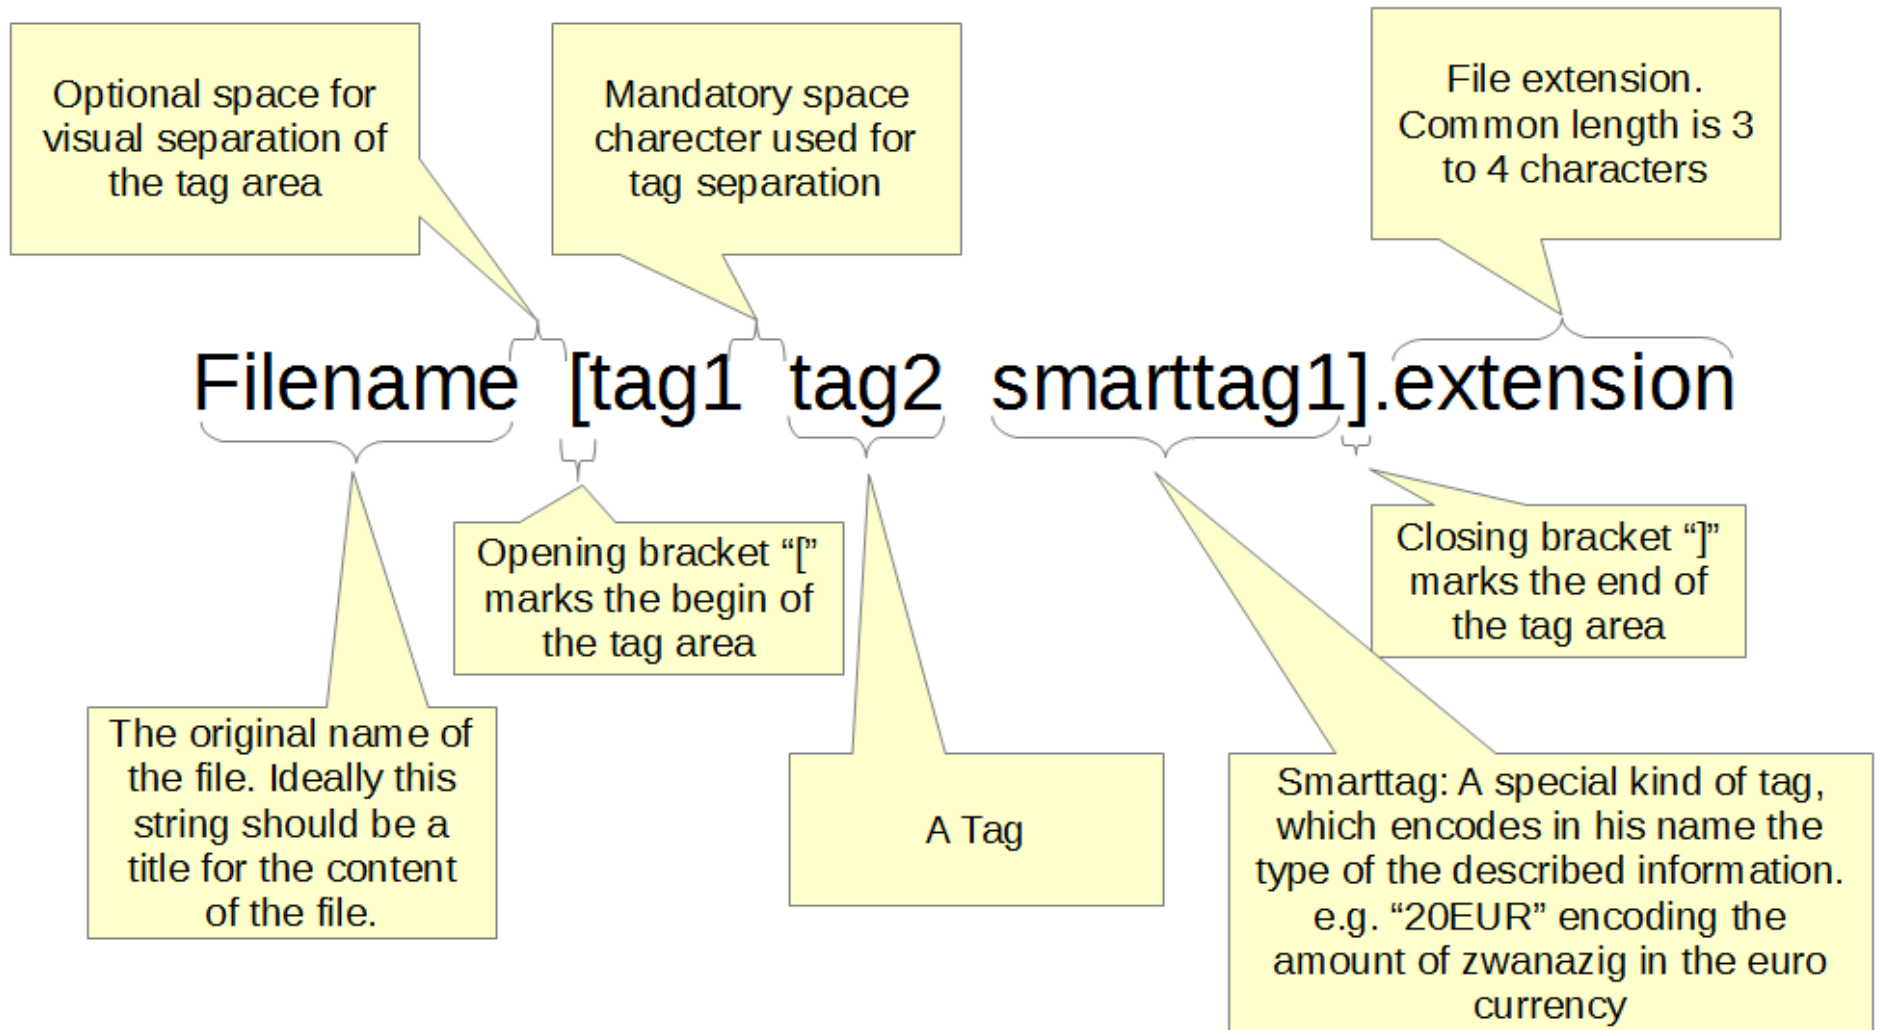 Optional space for
visual separation of
the tag area
Mandatory space
charecter used for
tag separation
File extension.
Common length is 3
to 4 characters
Filename [tag1 tag2 smarttag1].extension
Opening bracket “[”
marks the begin of
the tag area
Closing bracket “]”
marks the end of
the tag area
The original name of
the file. Ideally this
string should be a
title for the content
of the file.
A Tag
Smarttag: A special kind of tag,
which encodes in his name the
type of the described information.
e.g. “20EUR” encoding the
amount of zwanazig in the euro
currency